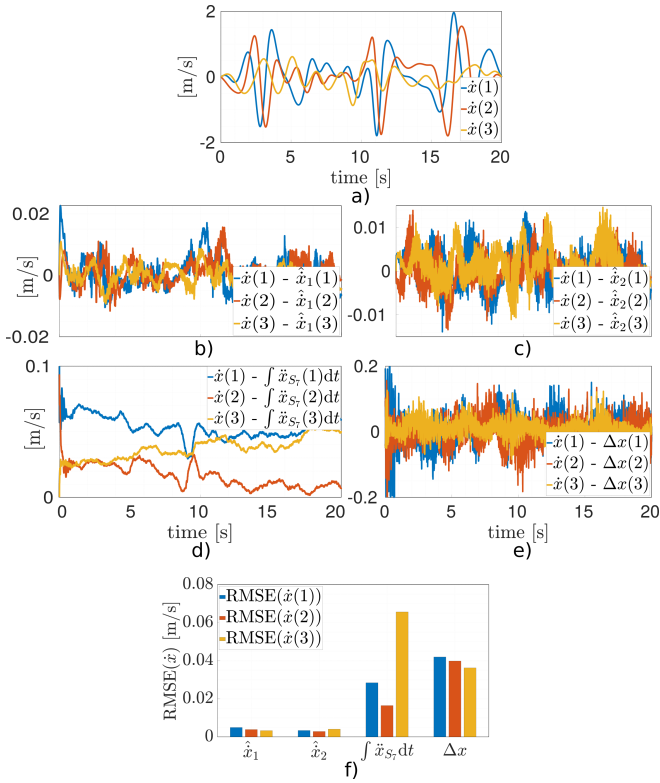 2
0
-2
[m/s]
ẋ(1)
ẋ(2)
ẋ(3)
0 5 10 15 20
time [s]
a)
0.02
0
-0.02
[m/s]
ẋ(1) - x̂̇₁(1)
ẋ(2) - x̂̇₁(2)
ẋ(3) - x̂̇₁(3)
b)
0.01
0
-0.01
ẋ(1) - x̂̇₂(1)
ẋ(2) - x̂̇₂(2)
ẋ(3) - x̂̇₂(3)
c)
0.1
0
[m/s]
ẋ(1) - ∫ ẍ_{S₇}(1)dt
ẋ(2) - ∫ ẍ_{S₇}(2)dt
ẋ(3) - ∫ ẍ_{S₇}(3)dt
0 5 10 15 20
time [s]
d)
0.2
0
-0.2
ẋ(1) - Δx(1)
ẋ(2) - Δx(2)
ẋ(3) - Δx(3)
0 5 10 15 20
time [s]
e)
0.08
0.06
0.04
0.02
0
RMSE(ẋ) [m/s]
RMSE(ẋ(1))
RMSE(ẋ(2))
RMSE(ẋ(3))
x̂̇₁ x̂̇₂ ∫ ẍ_{S₇}dt Δx
f)